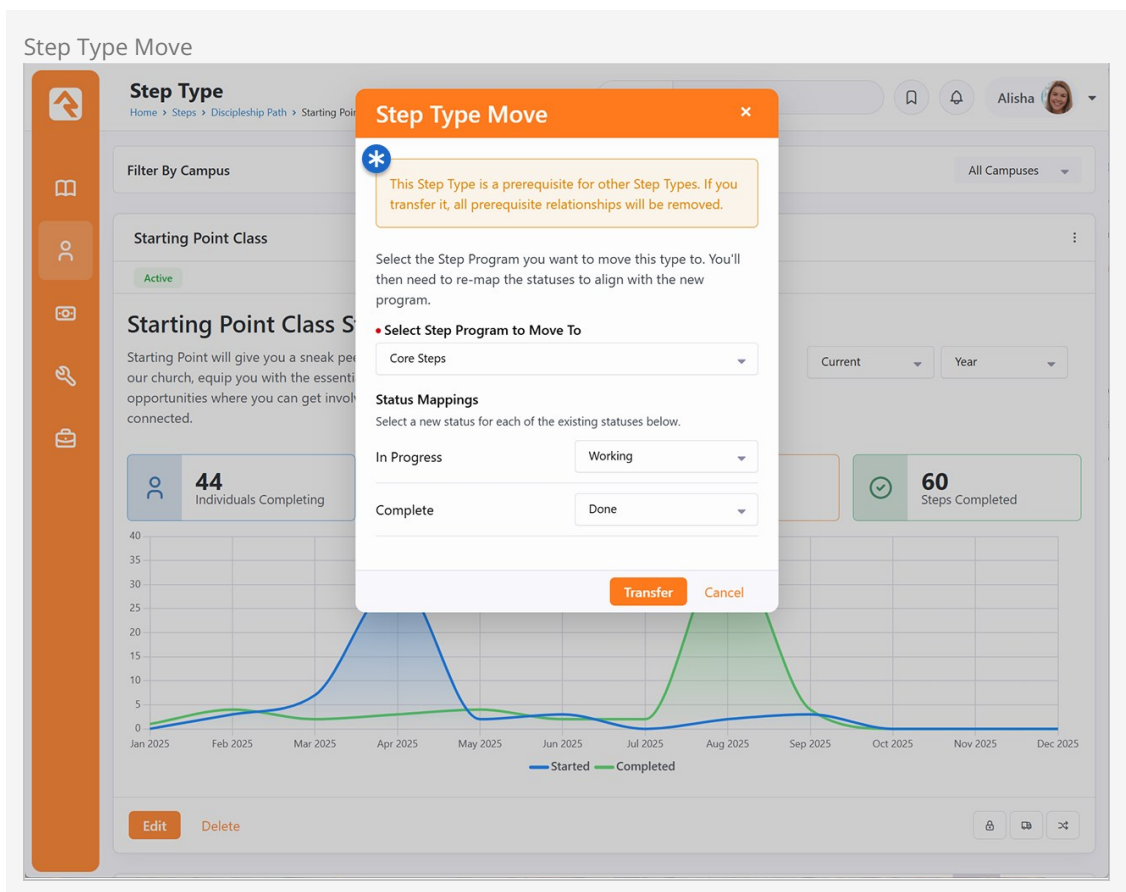 Step Type Move
Step Type
Home > Steps > Discipleship Path > Starting
Alisha
Step Type Move
Filter By Campus
All Campuses
This Step Type is a prerequisite for other Step Types. If you
transfer it, all prerequisite relationships will be removed.
Starting Point Class
Active
Select the Step Program you want to move this type to. You'll
then need to re-map the statuses to align with the new
program.
Starting Point Class
Select Step Program to Move To
Core Steps
Starting Point will give you a sneak
our church, equip you with the
opportunities where you can get
connected.
Current
Year
Status Mappings
Select a new status for each of the existing statuses below.
In Progress
Working
Complete
Done
44
Individuals Completing
60
Steps Completed
Transfer
Cancel
40
35
30
25
20
15
10
5
0
Jan 2025 Feb 2025 Mar 2025 Apr 2025 May 2025 Jun 2025 Jul 2025 Aug 2025 Sep 2025 Oct 2025 Nov 2025 Dec 2025
Started Completed
Edit
Delete